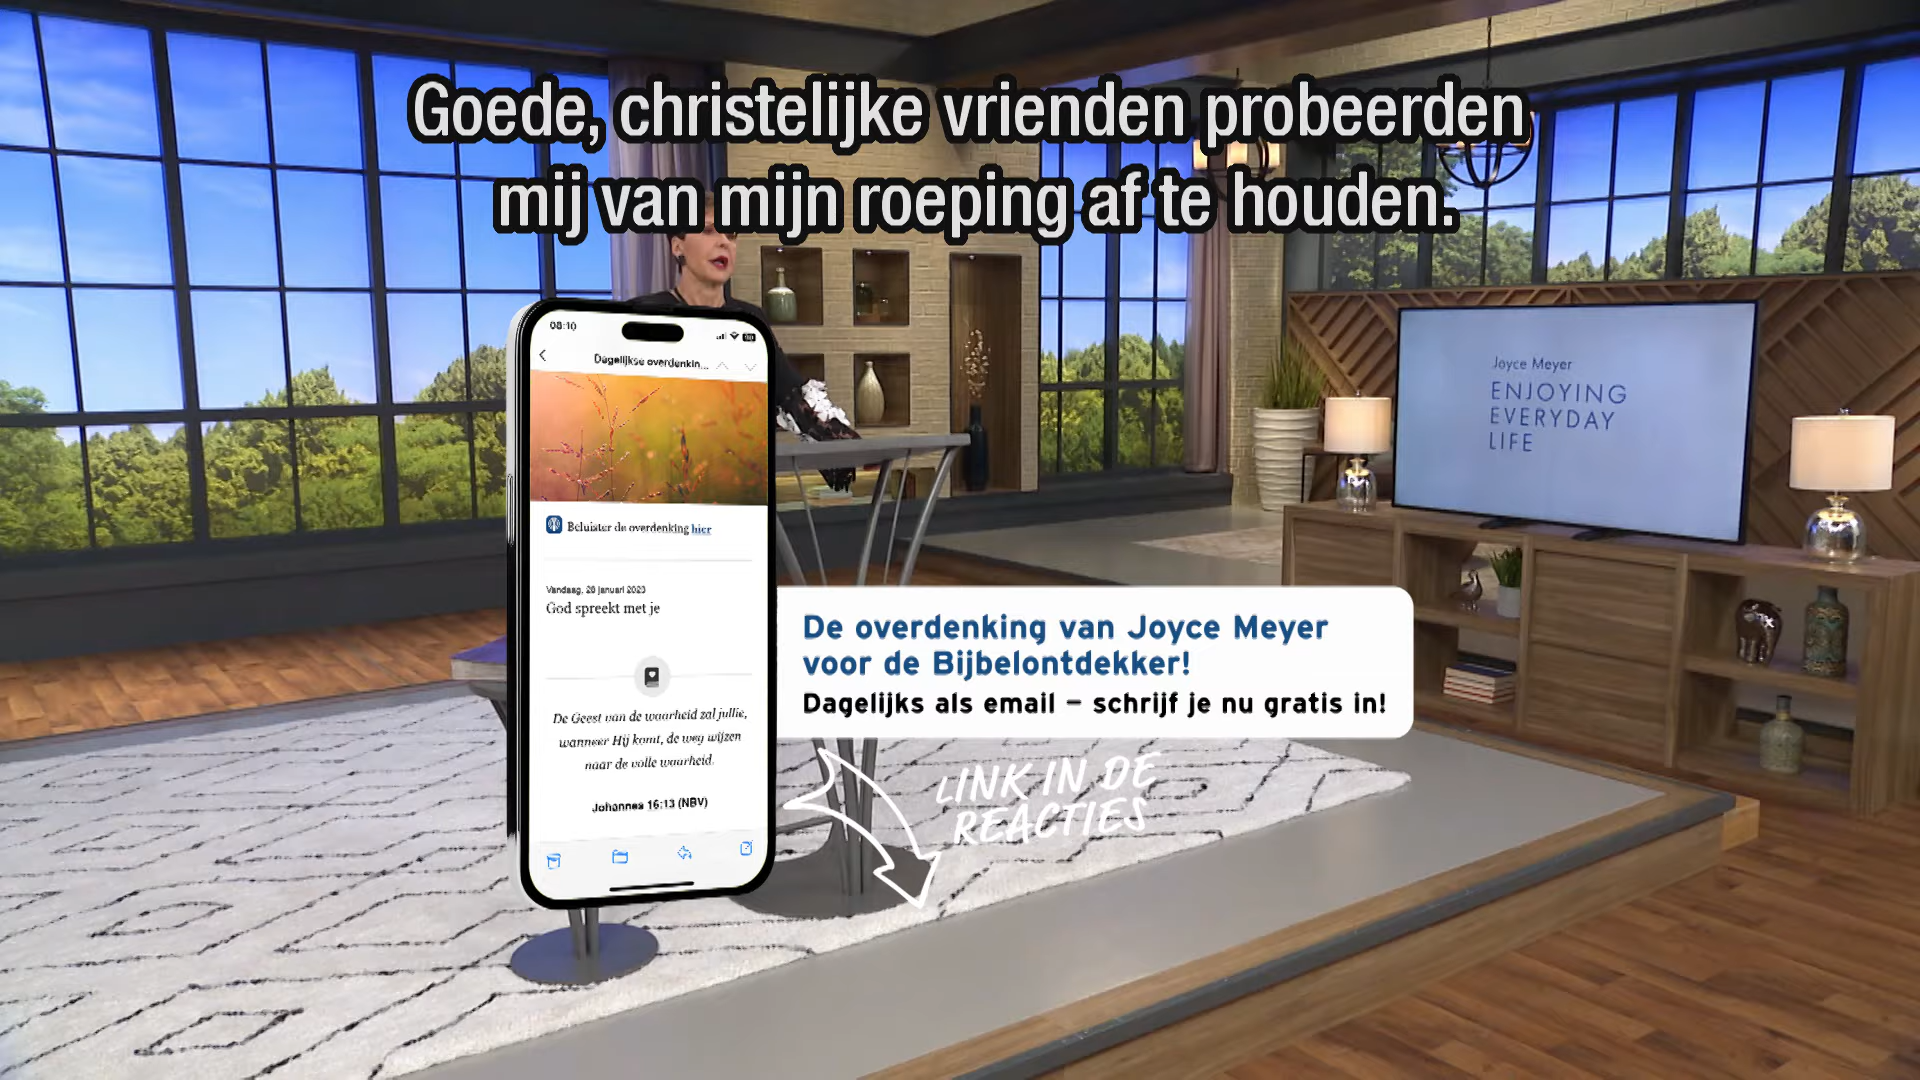 Goede, christelijke vrienden probeerden
mij van mijn roeping af te houden.
08:10
Dagelijkse overdenkin...
Beluister de overdenking hier
Vandaag, 28 januari 2023
God spreekt met je
De Geest van de waarheid zal jullie,
wanneer Hij komt, de weg wijzen
naar de volle waarheid.
Johannes 16:13 (NBV)
De overdenking van Joyce Meyer
voor de Bijbelontdekker!
Dagelijks als email – schrijf je nu gratis in!
LINK IN DE
REACTIES
Joyce Meyer
ENJOYING
EVERYDAY
LIFE